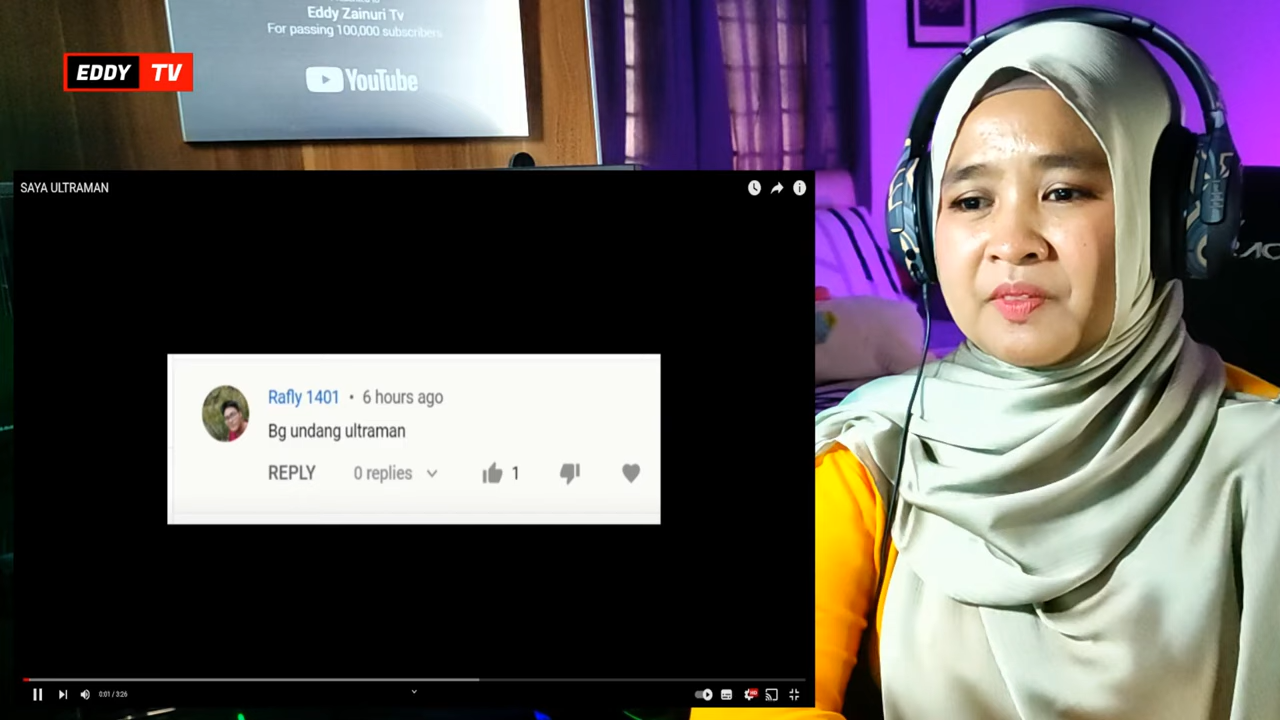 Eddy Zainuri Tv
For passing 100,000 subscribers
YouTube
EDDY TV
SAYA ULTRAMAN
Rafly 1401 • 6 hours ago
Bg undang ultraman
REPLY 0 replies 1
0:01 / 3:26
HD